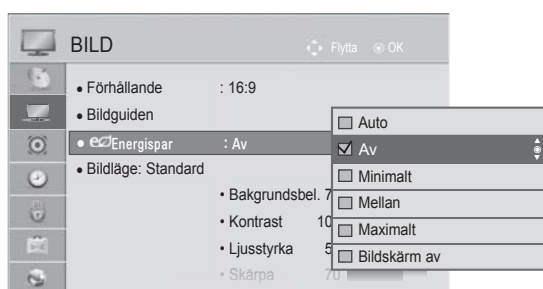 BILD
Flytta OK
Förhållande : 16:9
Bildguiden
Energispar : Av
Bildläge: Standard
• Bakgrundsbel. 7
• Kontrast 10
• Ljusstyrka 5
• Skärpa 70
Auto
Av
Minimalt
Mellan
Maximalt
Bildskärm av